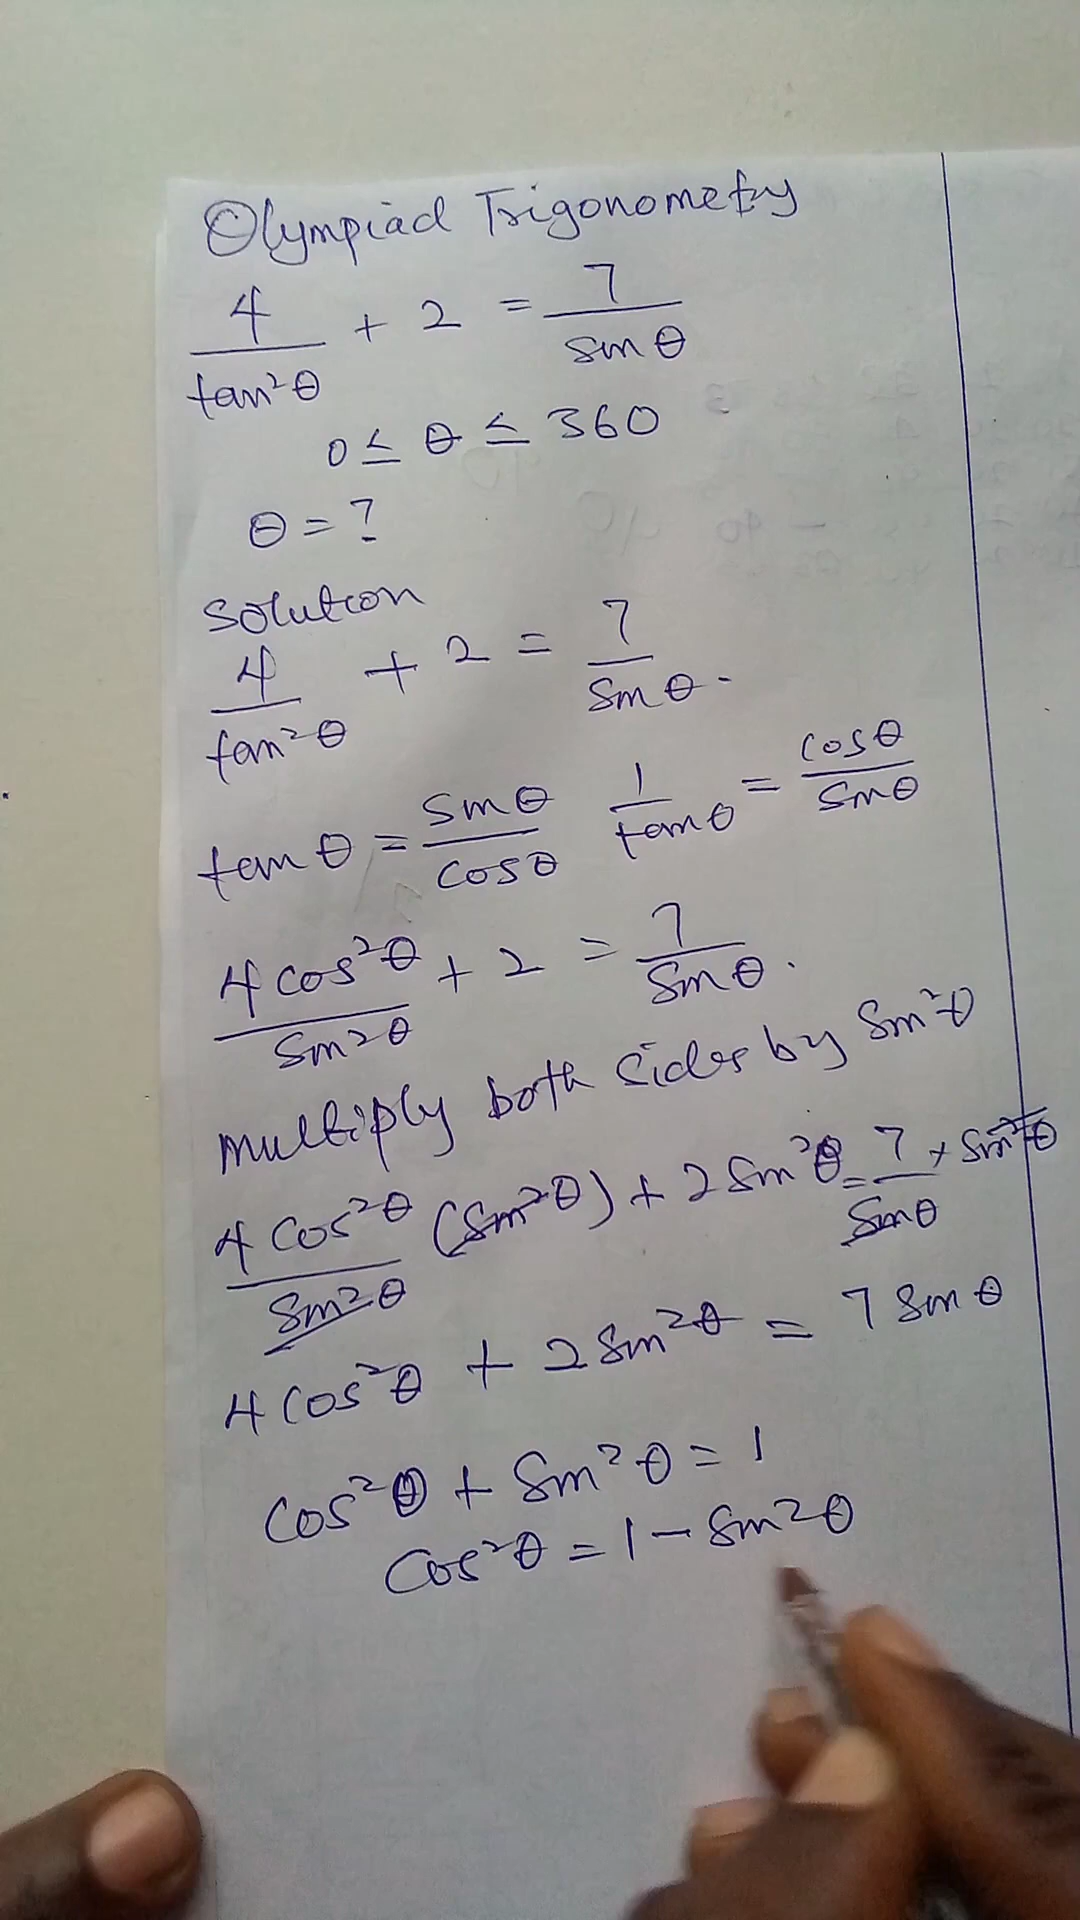 Olympiad Trigonometry
4/tan²θ + 2 = 7/sinθ
0 ≤ θ ≤ 360
θ = ?
Solution
4/tan²θ + 2 = 7/sinθ.
tanθ = sinθ/cosθ 1/tanθ = cosθ/sinθ
4cos²θ/sin²θ + 2 = 7/sinθ.
multiply both sides by sin²θ
4cos²θ/sin²θ (sin²θ) + 2sin²θ = 7/sinθ × sin²θ
4cos²θ + 2sin²θ = 7sinθ
cos²θ + sin²θ = 1
cos²θ = 1 - sin²θ